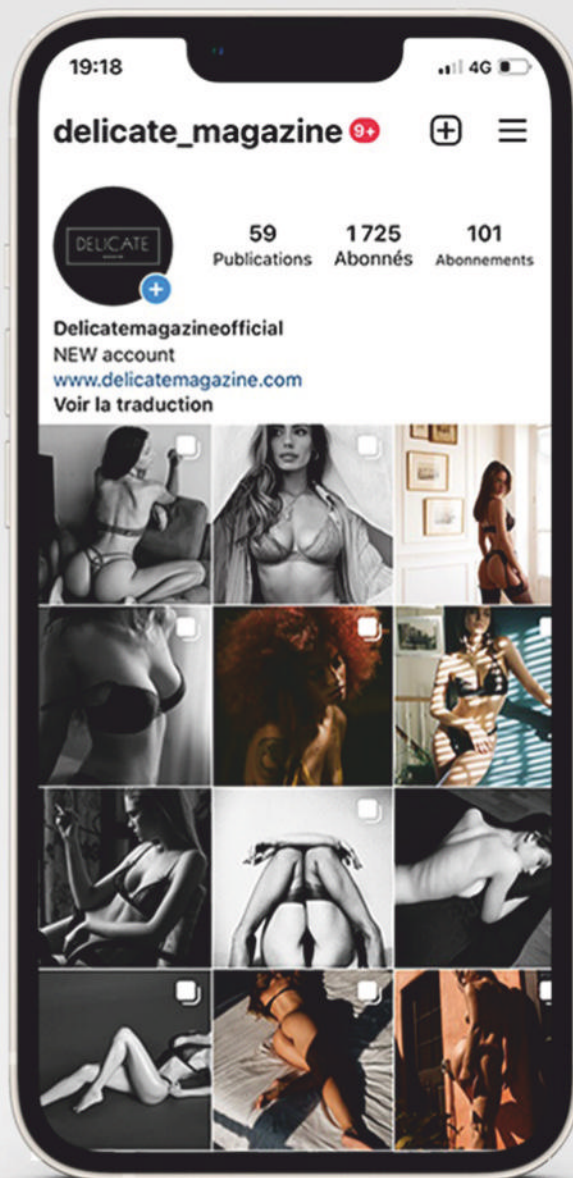 19:18
4G
delicate_magazine 9+
DELICATE
59
Publications
1 725
Abonnés
101
Abonnements
Delicatemagazineofficial
NEW account
www.delicatemagazine.com
Voir la traduction